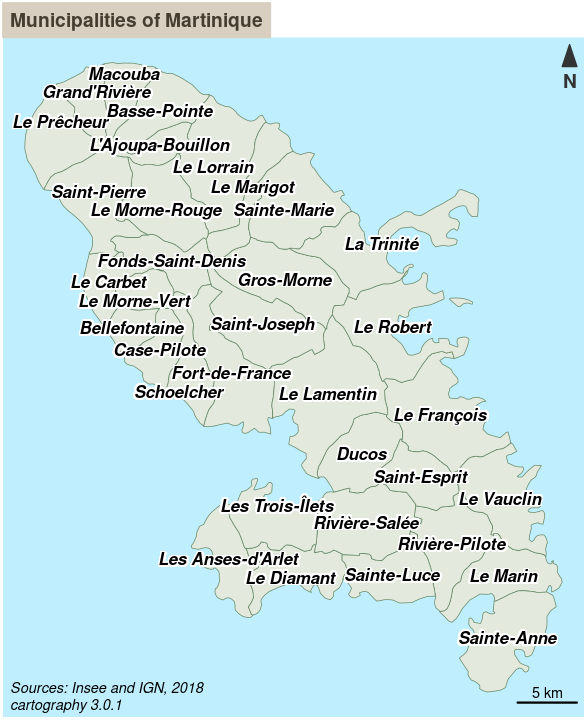 Municipalities of Martinique
N
Macouba
Grand'Rivière
Basse-Pointe
Le Prêcheur
L'Ajoupa-Bouillon
Le Lorrain
Le Marigot
Saint-Pierre
Le Morne-Rouge
Sainte-Marie
La Trinité
Fonds-Saint-Denis
Gros-Morne
Le Carbet
Le Morne-Vert
Bellefontaine
Saint-Joseph
Le Robert
Case-Pilote
Fort-de-France
Schoelcher
Le Lamentin
Le François
Ducos
Saint-Esprit
Le Vauclin
Les Trois-Îlets
Rivière-Salée
Rivière-Pilote
Les Anses-d'Arlet
Le Diamant
Sainte-Luce
Le Marin
Sainte-Anne
Sources: Insee and IGN, 2018
cartography 3.0.1
5 km